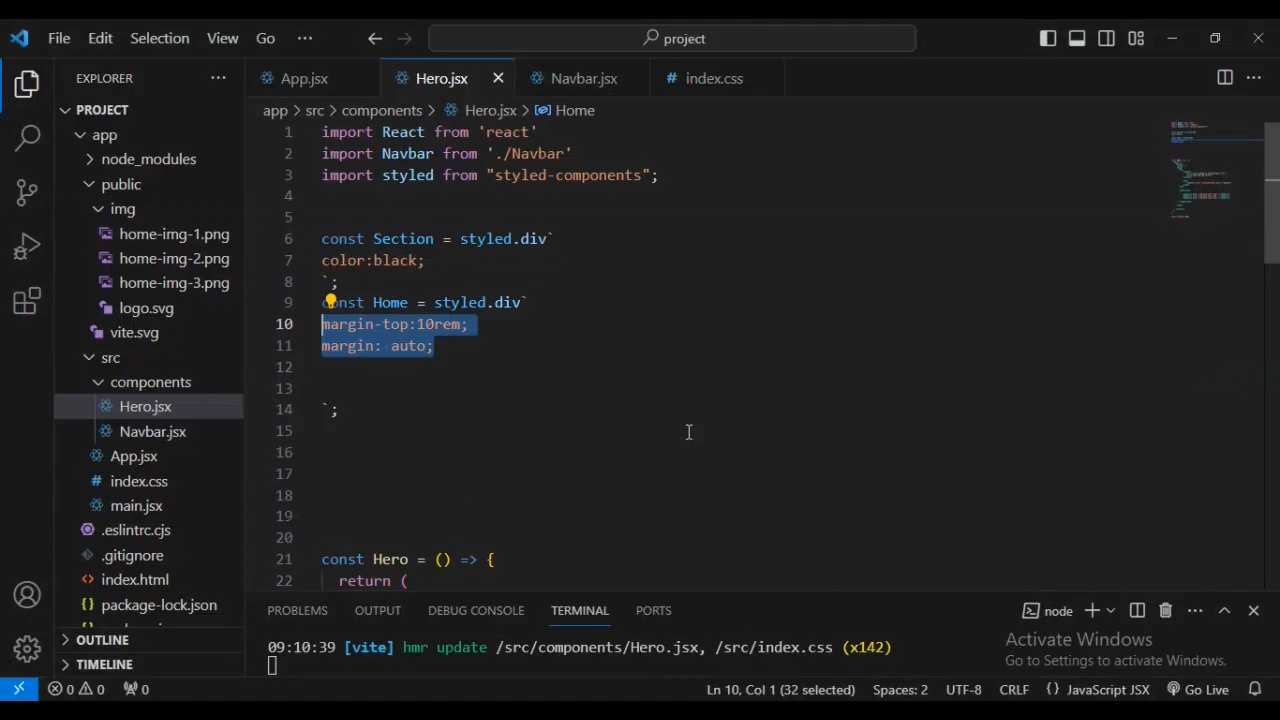 File Edit Selection View Go ··· project
EXPLORER ···
App.jsx Hero.jsx Navbar.jsx # index.css ···
PROJECT
app
node_modules
public
img
home-img-1.png
home-img-2.png
home-img-3.png
logo.svg
vite.svg
src
components
Hero.jsx
Navbar.jsx
App.jsx
# index.css
main.jsx
.eslintrc.cjs
.gitignore
<> index.html
{} package-lock.json
OUTLINE
TIMELINE
app > src > components > Hero.jsx > Home
1 import React from 'react'
2 import Navbar from './Navbar'
3 import styled from "styled-components";
4
5
6 const Section = styled.div`
7 color:black;
8 `;
9 const Home = styled.div`
10 margin-top:10rem;
11 margin: auto;
12
13
14 `;
15
16
17
18
19
20
21 const Hero = () => {
22 return (
PROBLEMS OUTPUT DEBUG CONSOLE TERMINAL PORTS node ···
09:10:39 [vite] hmr update /src/components/Hero.jsx, /src/index.css (x142)
Activate Windows
Go to Settings to activate Windows.
0 0 0 Ln 10, Col 1 (32 selected) Spaces: 2 UTF-8 CRLF {} JavaScript JSX Go Live